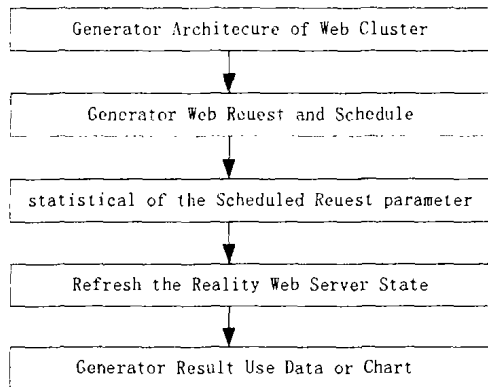 Generator Architecure of Web Cluster
Generator Web Reuest and Schedule
statistical of the Scheduled Reuest parameter
Refresh the Reality Web Server State
Generator Result Use Data or Chart